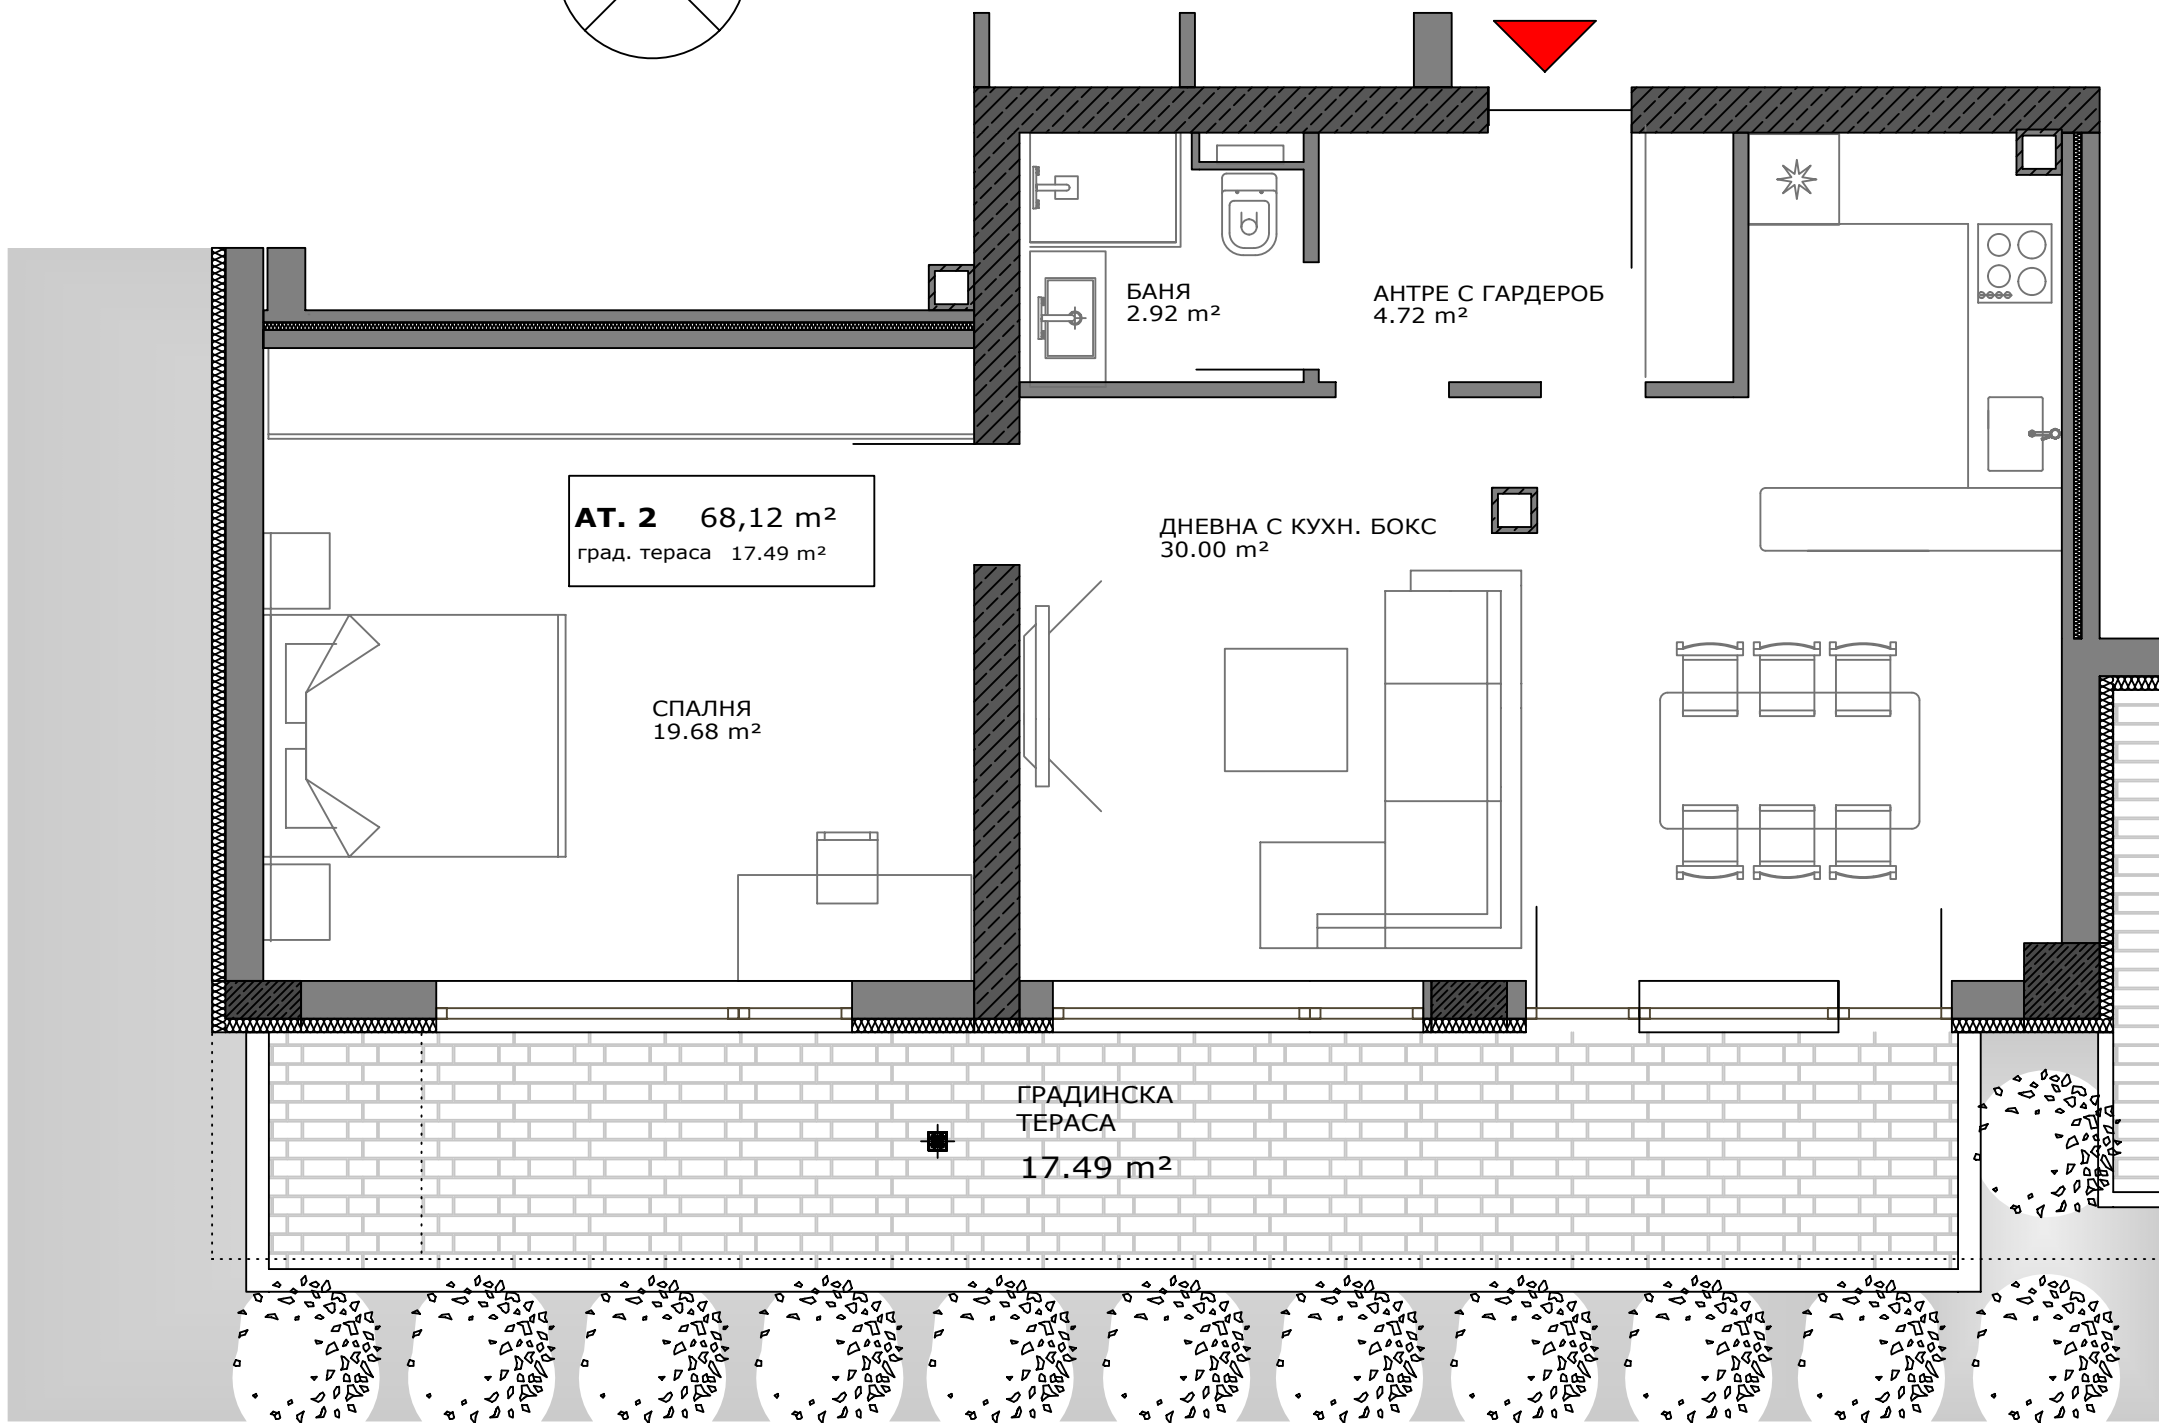 БАНЯ
2.92 m²
АНТРЕ С ГАРДЕРОБ
4.72 m²
АТ. 2 68,12 m²
град. тераса 17.49 m²
ДНЕВНА С КУХН. БОКС
30.00 m²
СПАЛНЯ
19.68 m²
ГРАДИНСКА
ТЕРАСА
17.49 m²